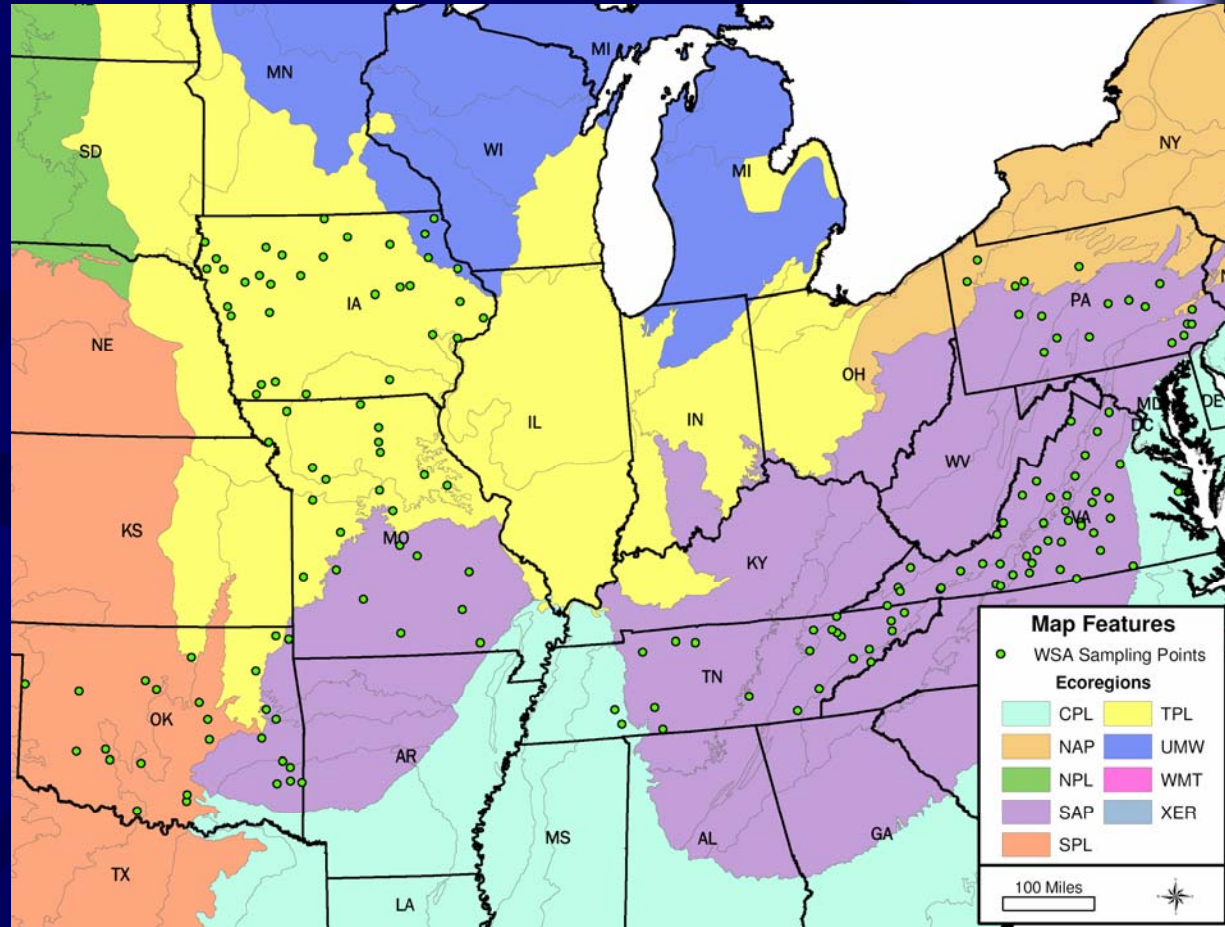 MN
MI
SD
WI
MI
NY
IA
PA
NE
OH
IL
IN
MD
DE
DC
WV
KS
VA
MO
KY
Map Features
WSA Sampling Points
Ecoregions
CPL
TPL
NAP
UMW
NPL
WMT
SAP
XER
SPL
100 Miles
TN
OK
AR
MS
AL
GA
TX
LA